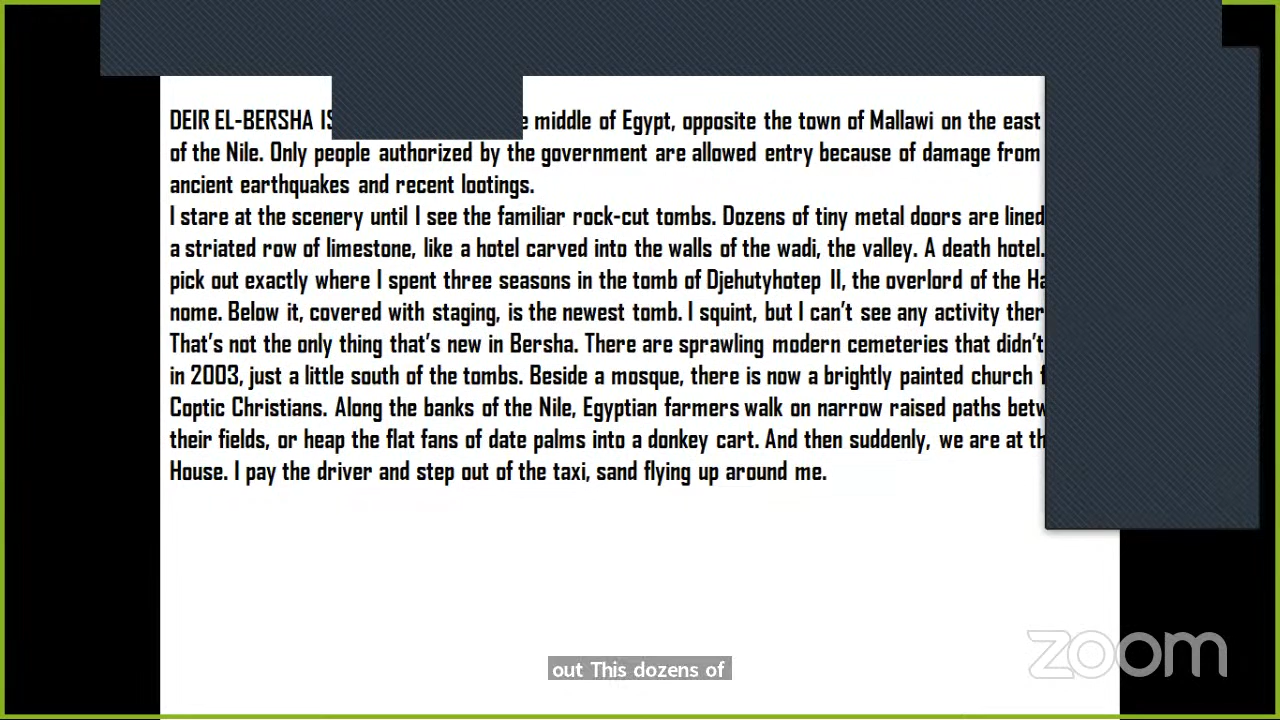 DEIR EL-BERSHA IS middle of Egypt, opposite the town of Mallawi on the east
of the Nile. Only people authorized by the government are allowed entry because of damage from
ancient earthquakes and recent lootings.
I stare at the scenery until I see the familiar rock-cut tombs. Dozens of tiny metal doors are lined
a striated row of limestone, like a hotel carved into the walls of the wadi, the valley. A death hotel.
pick out exactly where I spent three seasons in the tomb of Djehutyhotep II, the overlord of the
nome. Below it, covered with staging, is the newest tomb. I squint, but I can't see any activity
That's not the only thing that's new in Bersha. There are sprawling modern cemeteries that didn't
in 2003, just a little south of the tombs. Beside a mosque, there is now a brightly painted church
Coptic Christians. Along the banks of the Nile, Egyptian farmers walk on narrow raised paths
their fields, or heap the flat fans of date palms into a donkey cart. And then suddenly, we are at
House. I pay the driver and step out of the taxi, sand flying up around me.
out This dozens of
zoom